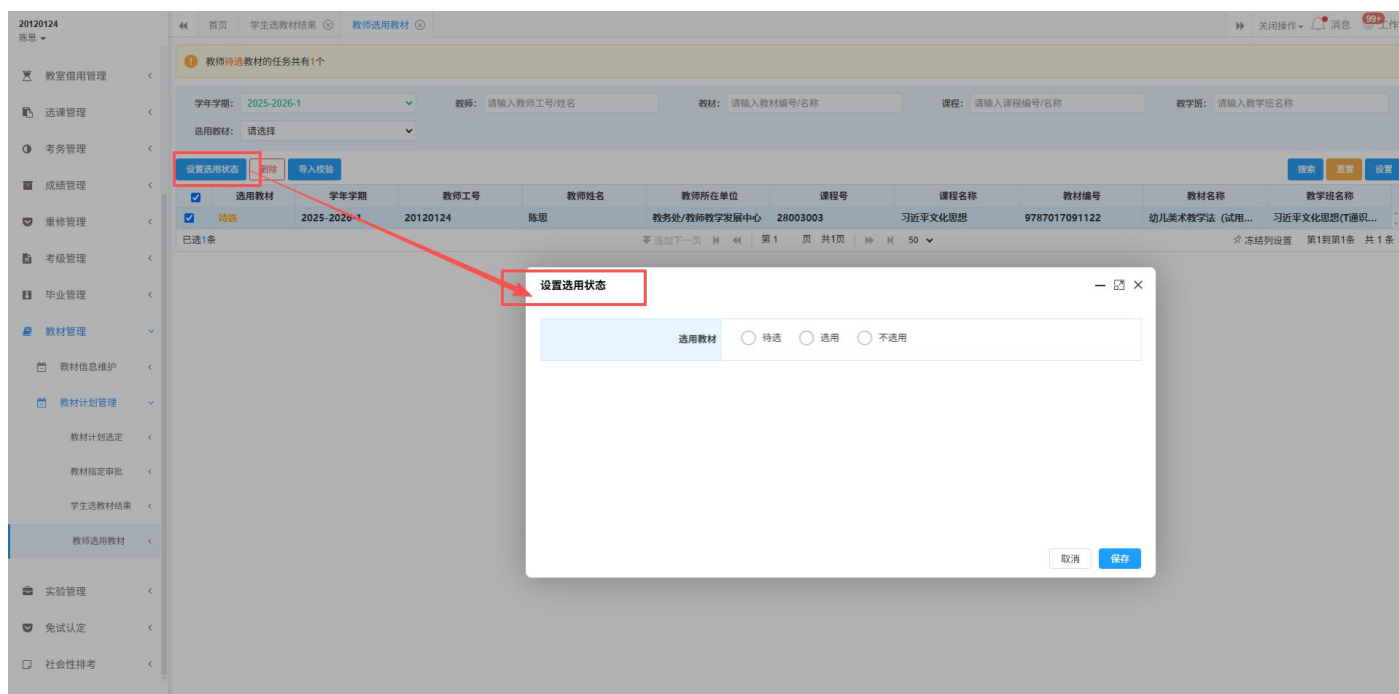 20120124
陈思
首页 学生选教材结果 教师选用教材
关闭操作 消息 99+ 工作
教师待选教材的任务共有1个
学年学期: 2025-2026-1 教师: 请输入教师工号/姓名 教材: 请输入教材编号/名称 课程: 请输入课程编号/名称 教学班: 请输入教学班名称
选用教材: 请选择
设置选用状态 删除 导入校验 搜索 重置 设置
选用教材 学年学期 教师工号 教师姓名 教师所在单位 课程号 课程名称 教材编号 教材名称 教学班名称
待选 2025-2026-1 20120124 陈思 教务处/教师教学发展中心 28003003 习近平文化思想 9787017091122 幼儿美术教学法（试用... 习近平文化思想(T通识...
已选1条 追加下一页 第 1 页 共1页 50 冻结列设置 第1到第1条 共 1 条
教室借用管理
选课管理
考务管理
成绩管理
重修管理
考级管理
毕业管理
教材管理
教材信息维护
教材计划管理
教材计划选定
教材指定审批
学生选教材结果
教师选用教材
实验管理
免试认定
社会性排考
设置选用状态
选用教材 待选 选用 不选用
取消 保存